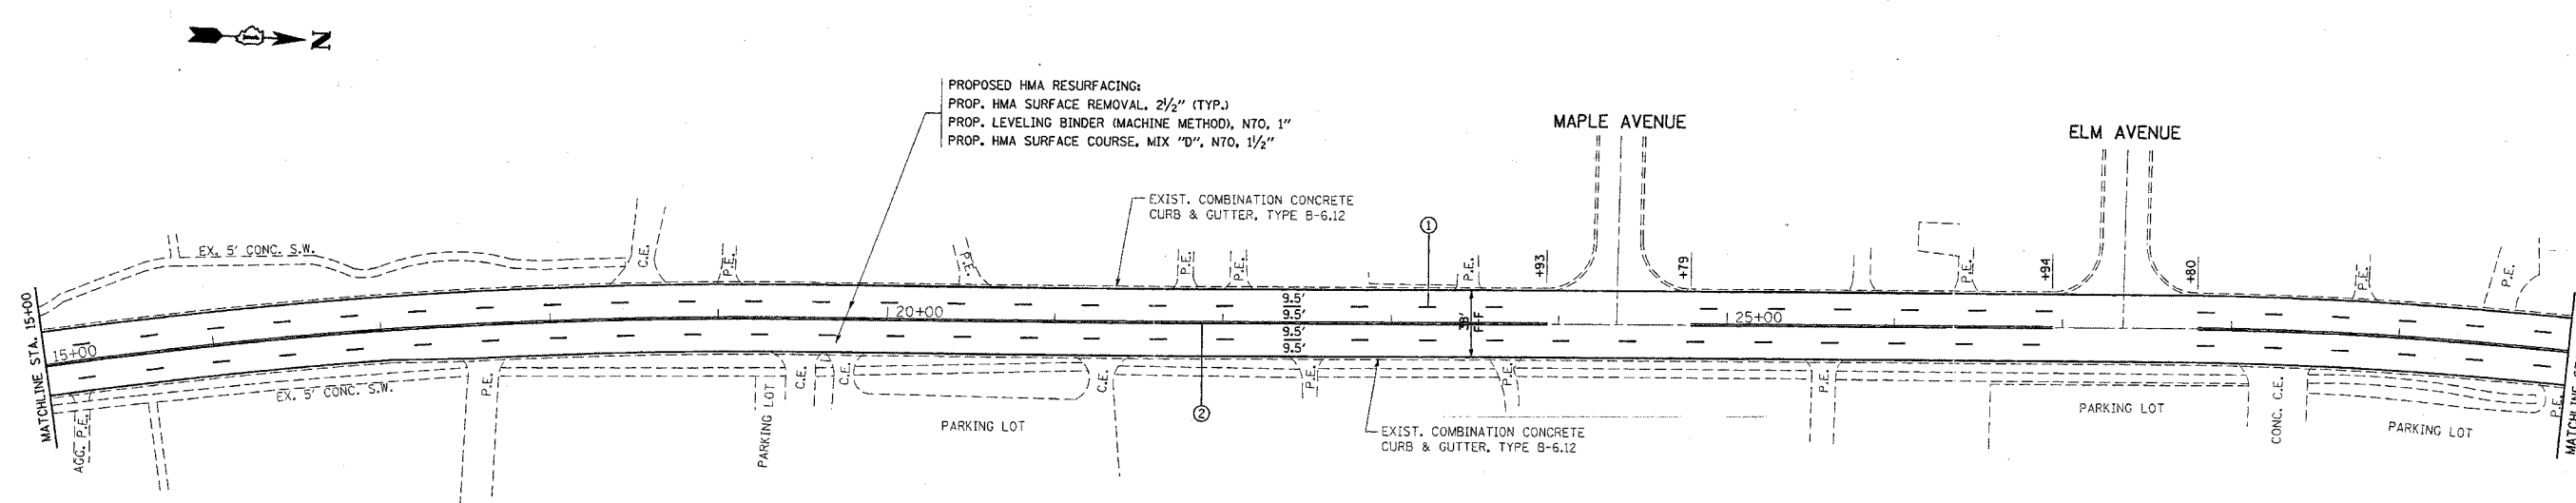 N
PROPOSED HMA RESURFACING:
PROP. HMA SURFACE REMOVAL, 2½" (TYP.)
PROP. LEVELING BINDER (MACHINE METHOD), N70, 1"
PROP. HMA SURFACE COURSE, MIX "D", N70, 1½"
MAPLE AVENUE
ELM AVENUE
EXIST. COMBINATION CONCRETE
CURB & GUTTER, TYPE B-6.12
1
EX. 5' CONC. S.W.
C.E.
P.E.
P.E.
P.E.
P.E.
P.E.
+93
+79
+94
P.E.
+80
P.E.
P.E.
MATCHLINE STA. 15+00
15+00
20+00
9.5'
9.5'
9.5'
9.5'
38'
F-F
25+00
EX. 5' CONC. S.W.
AGG. P.E.
P.E.
PARKING LOT
C.E.
C.E.
PARKING LOT
C.E.
2
P.E.
P.E.
EXIST. COMBINATION CONCRETE
CURB & GUTTER, TYPE B-6.12
P.E.
PARKING LOT
CONC. C.E.
PARKING LOT
P.E.
MATCHLINE